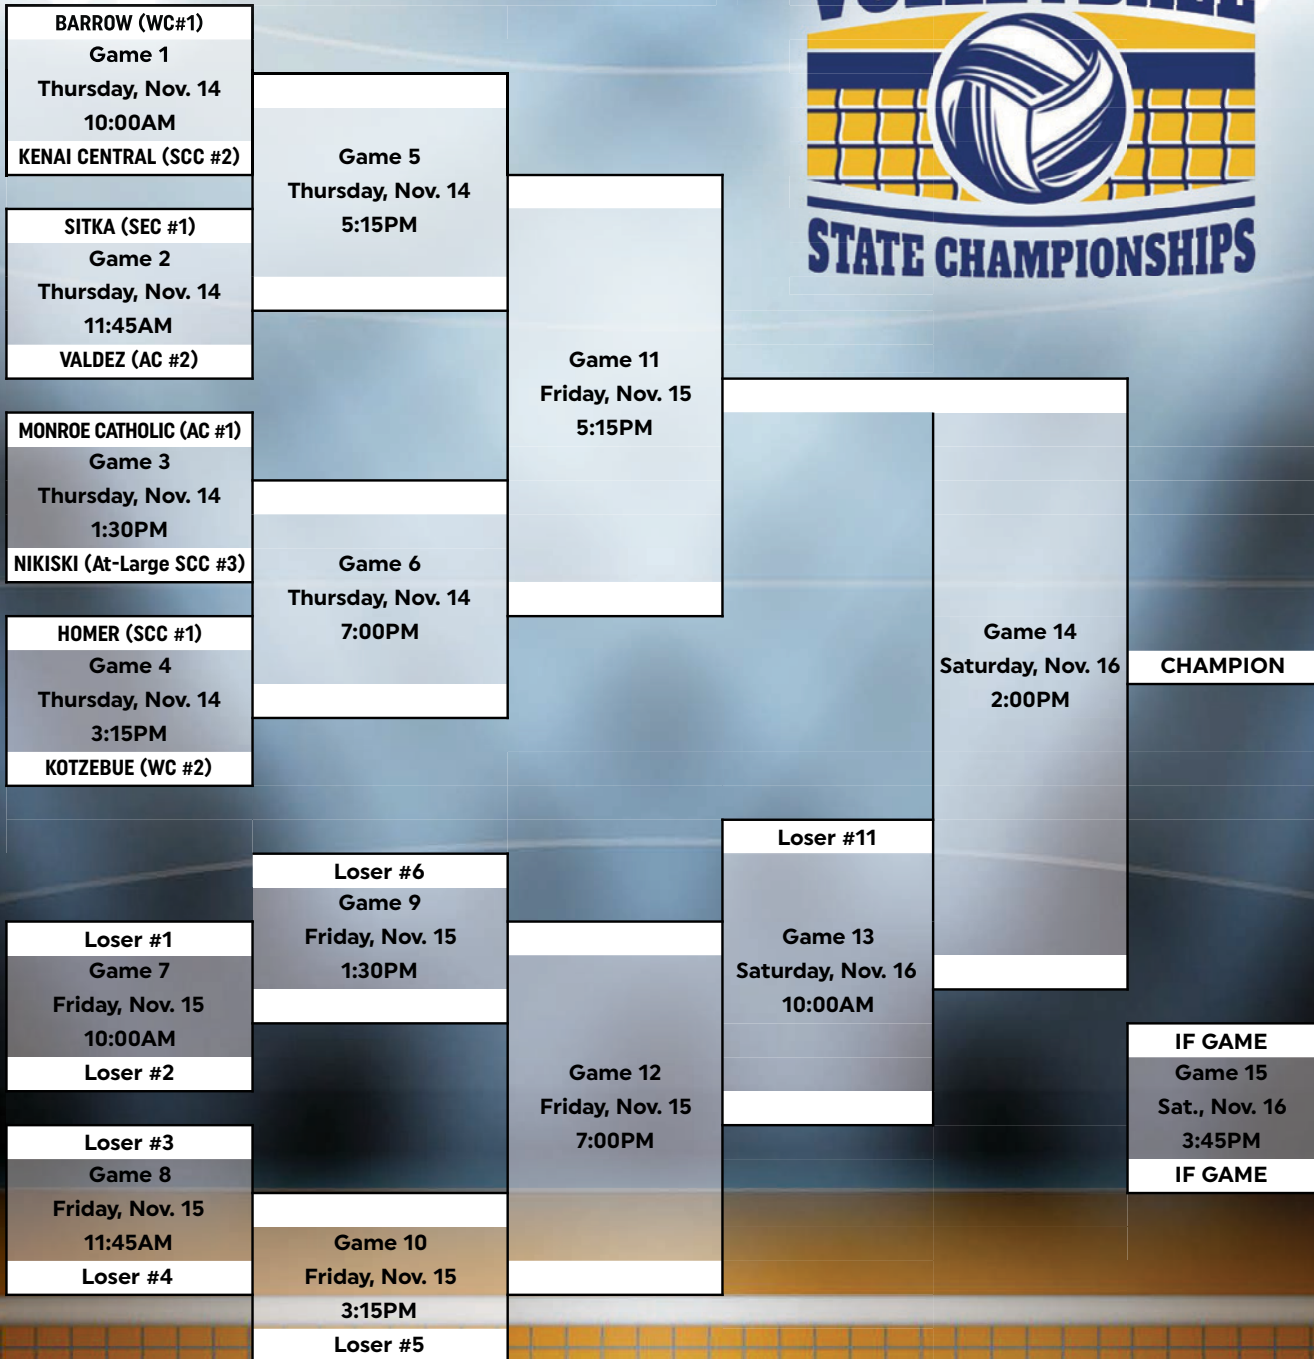 BARROW (WC#1)
Game 1
Thursday, Nov. 14
10:00AM
KENAI CENTRAL (SCC #2)
SITKA (SEC #1)
Game 2
Thursday, Nov. 14
11:45AM
VALDEZ (AC #2)
MONROE CATHOLIC (AC #1)
Game 3
Thursday, Nov. 14
1:30PM
NIKISKI (At-Large SCC #3)
HOMER (SCC #1)
Game 4
Thursday, Nov. 14
3:15PM
KOTZEBUE (WC #2)
Game 5
Thursday, Nov. 14
5:15PM
Game 6
Thursday, Nov. 14
7:00PM
Game 11
Friday, Nov. 15
5:15PM
VOLLEYBALL
STATE CHAMPIONSHIPS
Game 14
Saturday, Nov. 16
2:00PM
CHAMPION
Loser #1
Game 7
Friday, Nov. 15
10:00AM
Loser #2
Loser #3
Game 8
Friday, Nov. 15
11:45AM
Loser #4
Loser #6
Game 9
Friday, Nov. 15
1:30PM
Game 10
Friday, Nov. 15
3:15PM
Loser #5
Game 12
Friday, Nov. 15
7:00PM
Loser #11
Game 13
Saturday, Nov. 16
10:00AM
IF GAME
Game 15
Sat., Nov. 16
3:45PM
IF GAME